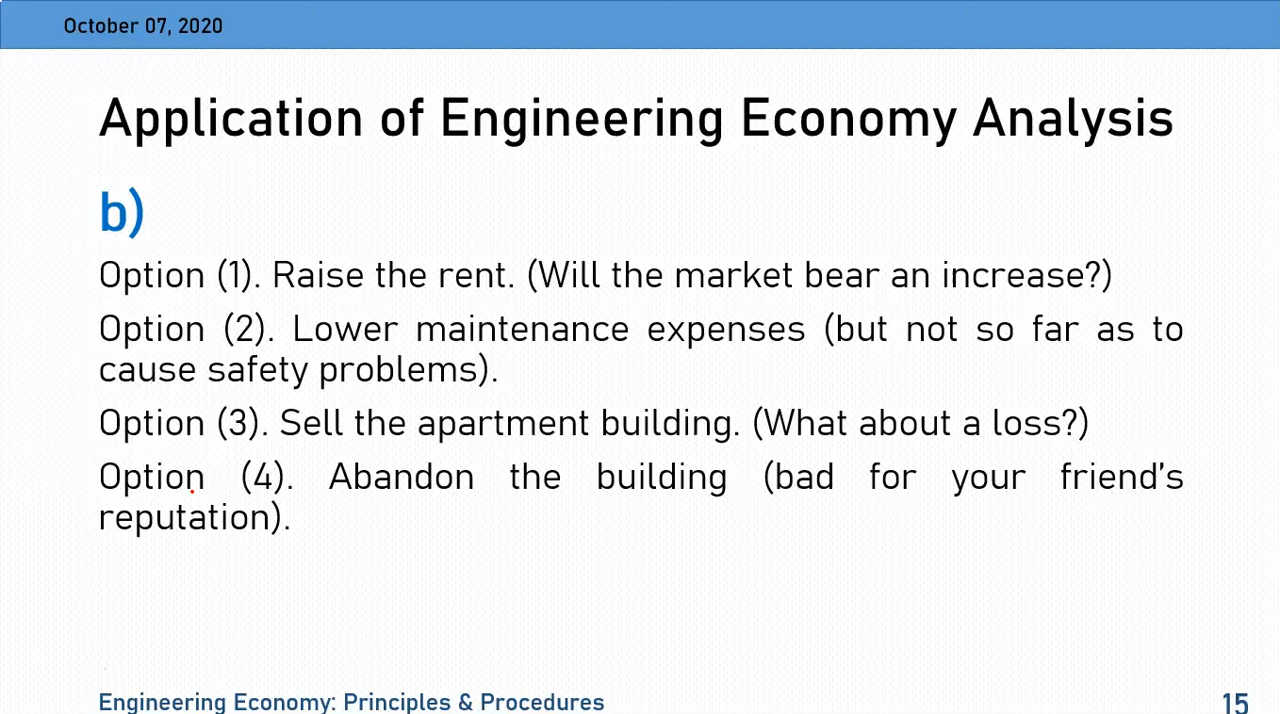 October 07, 2020
Application of Engineering Economy Analysis
b)
Option (1). Raise the rent. (Will the market bear an increase?)
Option (2). Lower maintenance expenses (but not so far as to
cause safety problems).
Option (3). Sell the apartment building. (What about a loss?)
Option (4). Abandon the building (bad for your friend's
reputation).
Engineering Economy: Principles & Procedures
15